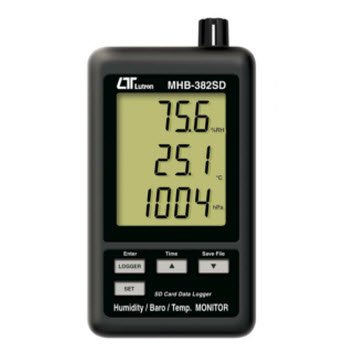 LT Lutron MHB-382SD
75.6 %RH
25.1 °C
1004 hPa
Enter Time Save File
LOGGER ▲ ▼
SET
SD Card Data Logger
Humidity / Baro / Temp. MONITOR